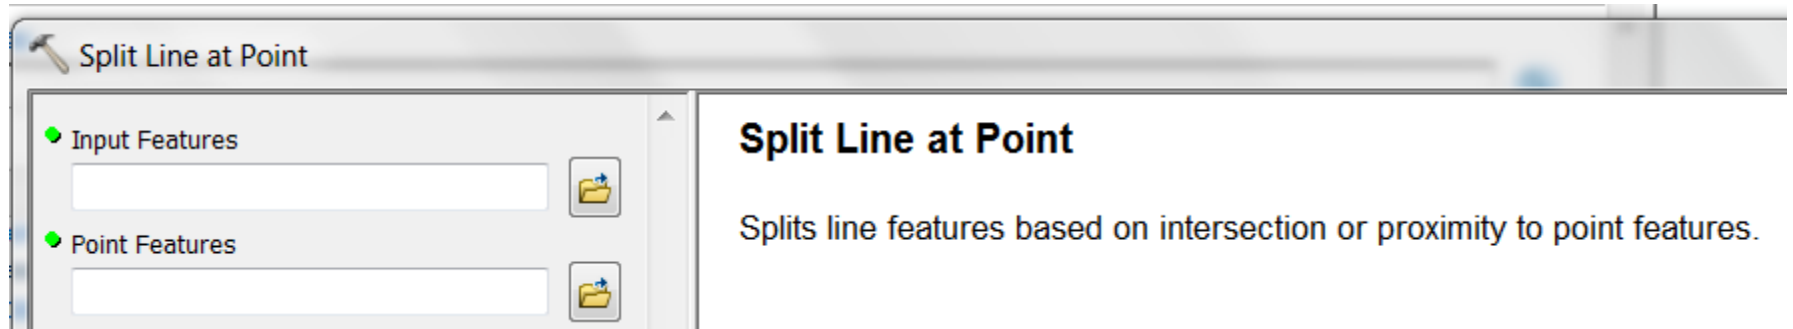 Split Line at Point
Input Features
Point Features
Split Line at Point
Splits line features based on intersection or proximity to point features.